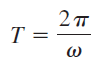 T = 2π / ω